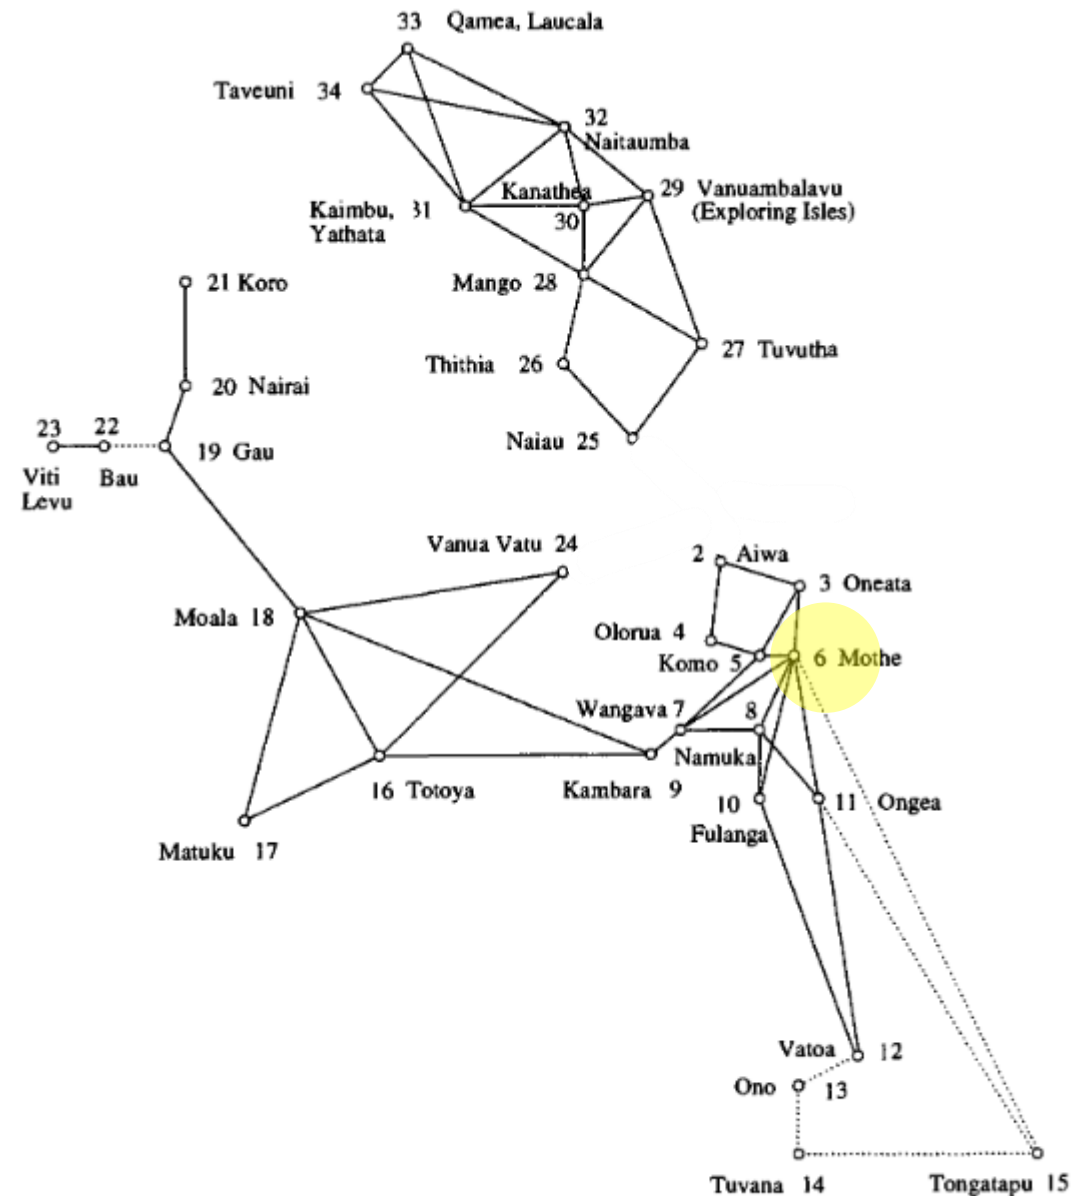 33 Qamea, Laucala
Taveuni 34
32
Naitaumba
Kanathea
29 Vanuambalavu
(Exploring Isles)
Kaimbu, 31
Yathata
30
21 Koro
Mango 28
27 Tuvutha
Thithia 26
20 Nairai
23 22
19 Gau
Naiau 25
Viti
Levu
Bau
Vanua Vatu 24
2 Aiwa
3 Oneata
Moala 18
Olorua 4
Komo 5
6 Mothe
Wangava 7
8
Namuka
16 Totoya
Kambara 9
10
11 Ongea
Fulanga
Matuku 17
Vatoa 12
Ono 13
Tuvana 14
Tongatapu 15